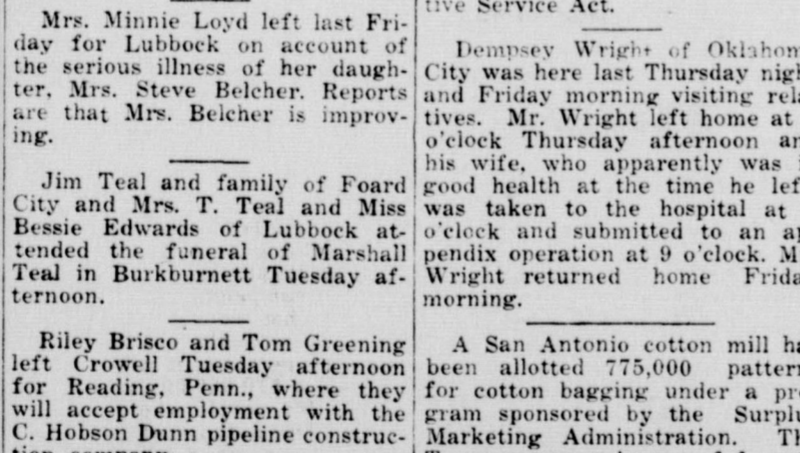 Mrs. Minnie Loyd left last Fri-
day for Lubbock on account of
the serious illness of her daugh-
ter, Mrs. Steve Belcher. Reports
are that Mrs. Belcher is improv-
ing.
Jim Teal and family of Foard
City and Mrs. T. Teal and Miss
Bessie Edwards of Lubbock at-
tended the funeral of Marshall
Teal in Burkburnett Tuesday af-
ternoon.
Riley Brisco and Tom Greening
left Crowell Tuesday afternoon
for Reading, Penn., where they
will accept employment with the
C. Hobson Dunn pipeline construc-
tive Service Act.
Dempsey Wright of
City was here last Thursday
and Friday morning visiting
tives. Mr. Wright left home at
o'clock Thursday afternoon
his wife, who apparently was
good health at the time he
was taken to the hospital at
o'clock and submitted to an
pendix operation at 9 o'clock.
Wright returned home
morning.
A San Antonio cotton mill
been allotted 775,000
for cotton bagging under a
gram sponsored by the
Marketing Administration.